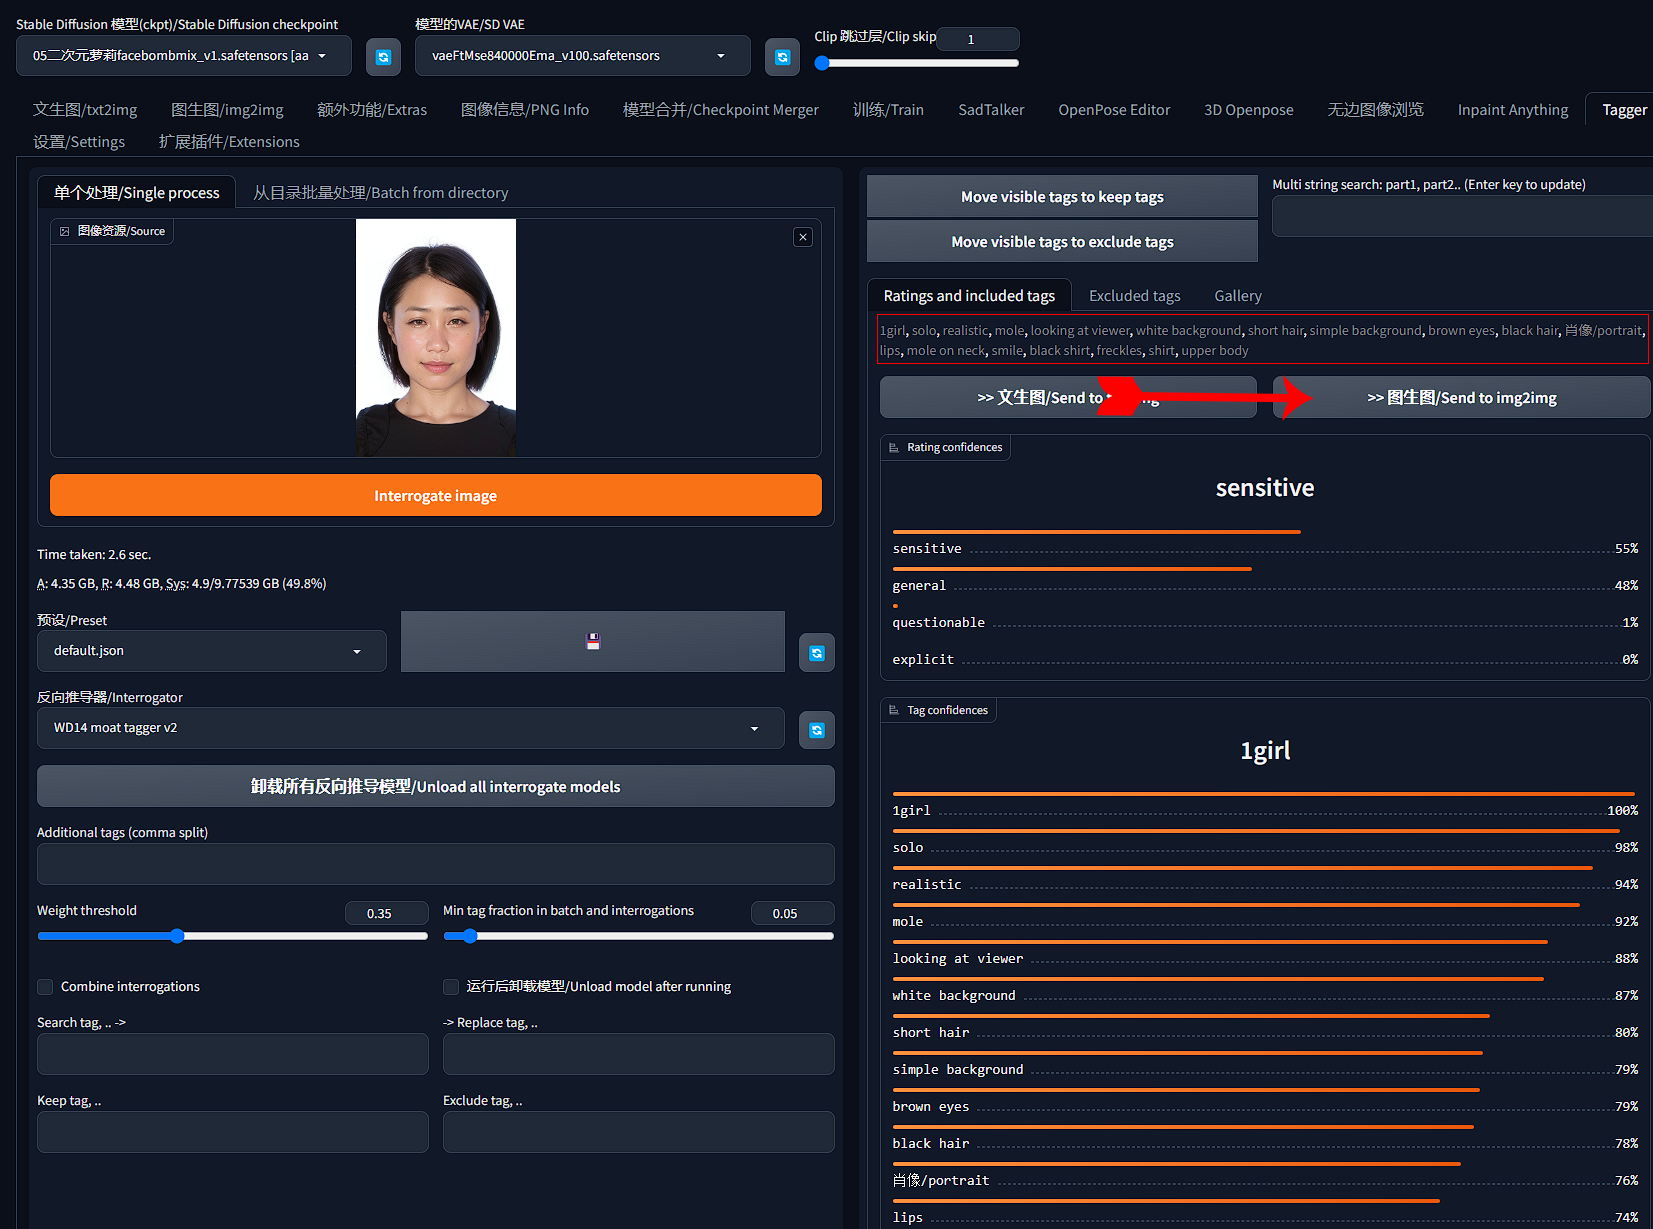 Stable Diffusion 模型(ckpt)/Stable Diffusion checkpoint
模型的VAE/SD VAE
Clip 跳过层/Clip skip
1
05二次元萝莉facebombmix_v1.safetensors [aa
vaeFtMse840000Ema_v100.safetensors
文生图/txt2img
图生图/img2img
额外功能/Extras
图像信息/PNG Info
模型合并/Checkpoint Merger
训练/Train
SadTalker
OpenPose Editor
3D Openpose
无边图像浏览
Inpaint Anything
Tagger
设置/Settings
扩展插件/Extensions
单个处理/Single process
从目录批量处理/Batch from directory
图像资源/Source
Interrogate image
Time taken: 2.6 sec.
A: 4.35 GB, R: 4.48 GB, Sys: 4.9/9.77539 GB (49.8%)
预设/Preset
default.json
反向推导器/Interrogator
WD14 moat tagger v2
卸载所有反向推导模型/Unload all interrogate models
Additional tags (comma split)
Weight threshold
0.35
Min tag fraction in batch and interrogations
0.05
Combine interrogations
运行后卸载模型/Unload model after running
Search tag, .. ->
-> Replace tag, ..
Keep tag, ..
Exclude tag, ..
Move visible tags to keep tags
Move visible tags to exclude tags
Multi string search: part1, part2.. (Enter key to update)
Ratings and included tags
Excluded tags
Gallery
1girl, solo, realistic, mole, looking at viewer, white background, short hair, simple background, brown eyes, black hair, 肖像/portrait,
lips, mole on neck, smile, black shirt, freckles, shirt, upper body
>> 文生图/Send to
>> 图生图/Send to img2img
Rating confidences
sensitive
sensitive 55%
general 48%
questionable 1%
explicit 0%
Tag confidences
1girl
1girl 100%
solo 98%
realistic 94%
mole 92%
looking at viewer 88%
white background 87%
short hair 80%
simple background 79%
brown eyes 79%
black hair 78%
肖像/portrait 76%
lips 74%